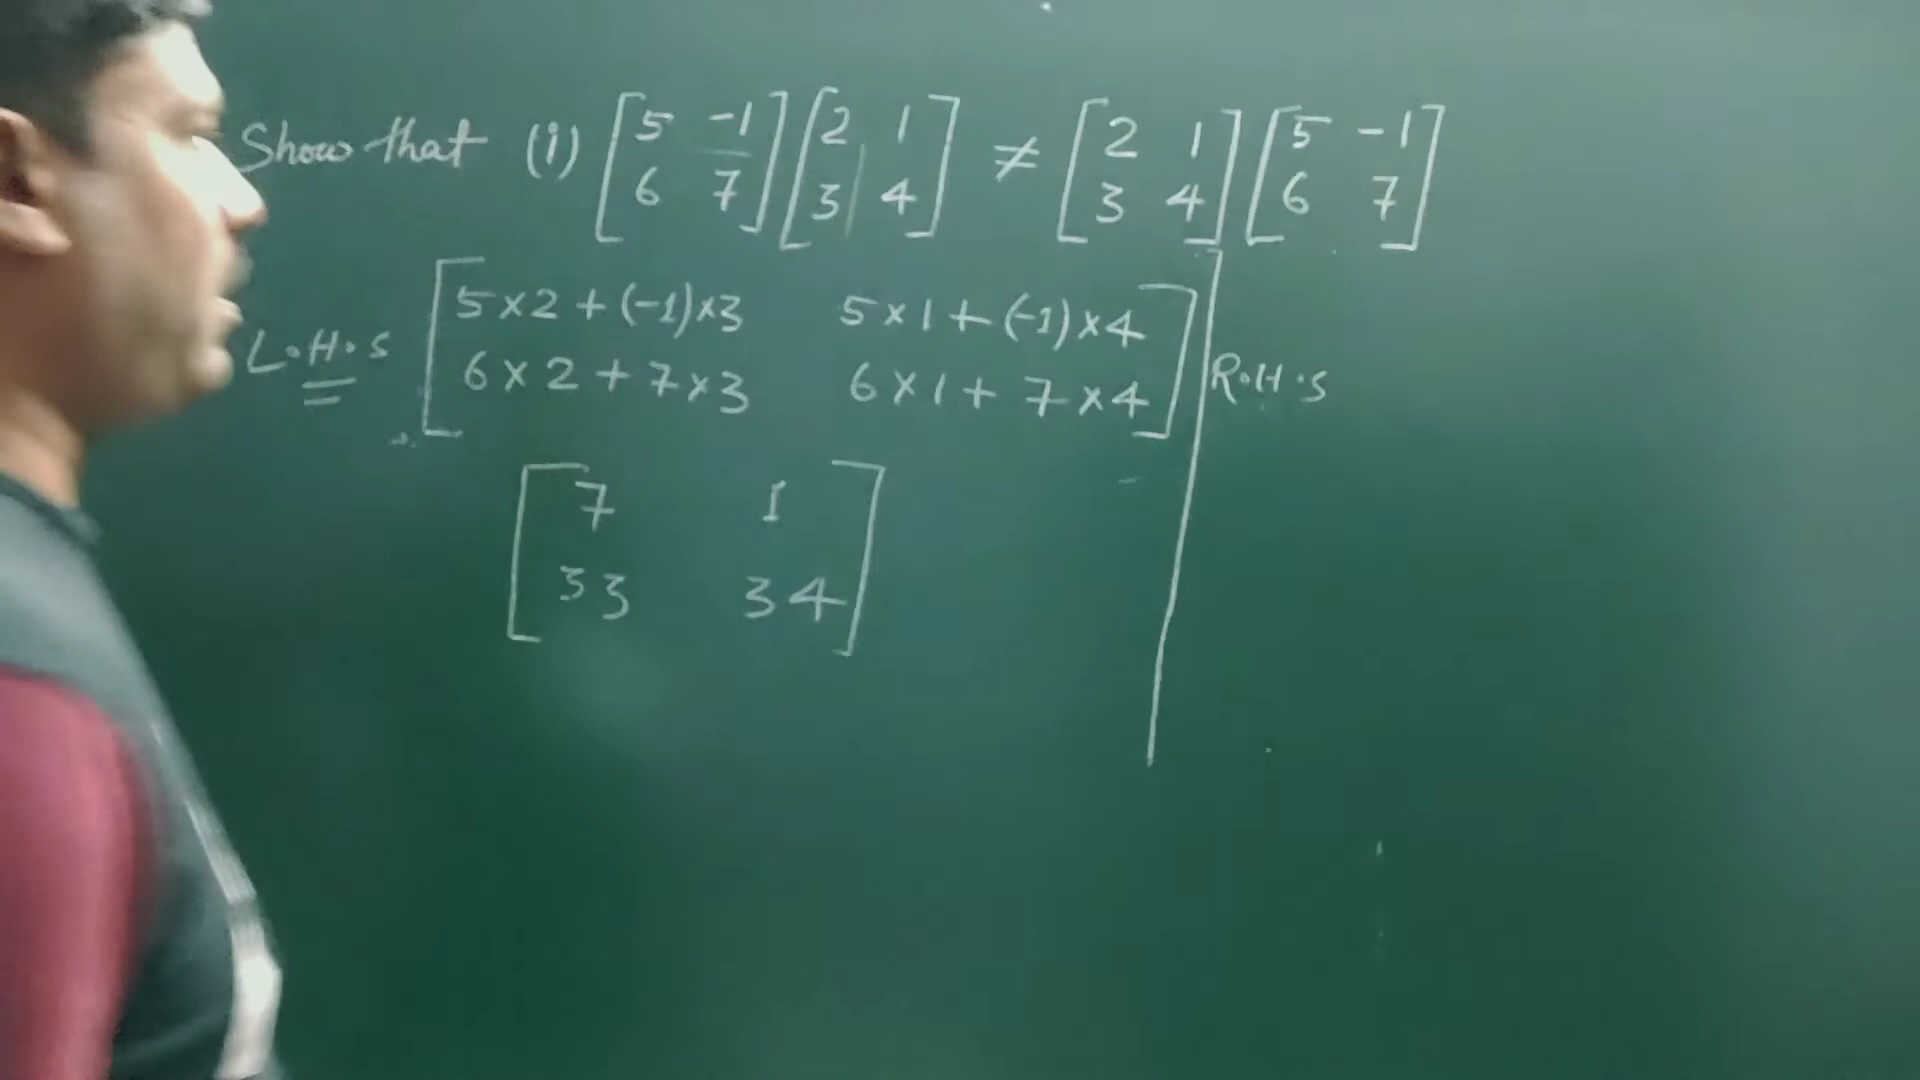 Show that (i) [5 -1 [2 1 ≠ [2 1 [5 -1
6 7] 3 4] 3 4] 6 7]
L.H.S [5×2+(-1)×3 5×1+(-1)×4
6×2+7×3 6×1+7×4] R.H.S
[7 1
33 34]